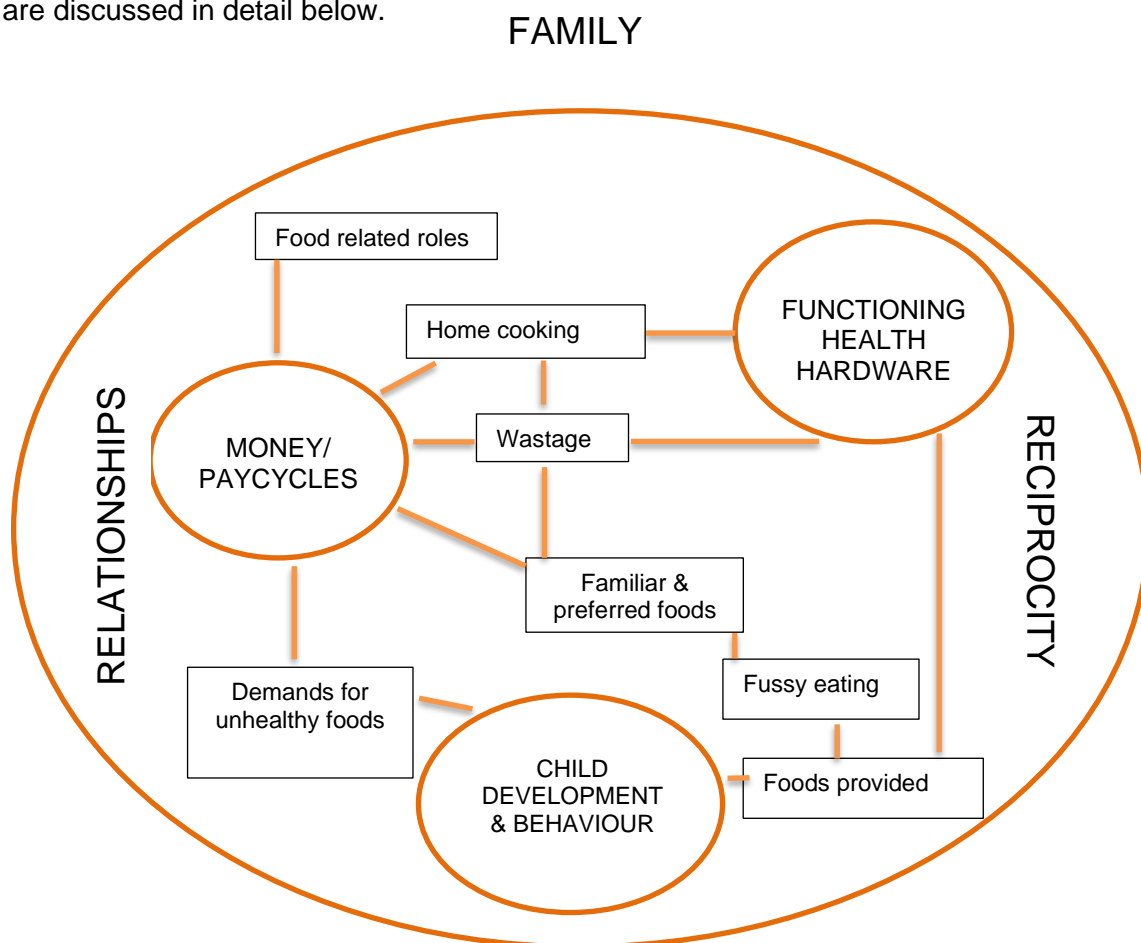 are discussed in detail below.
FAMILY
Food related roles
Home cooking
FUNCTIONING
HEALTH
HARDWARE
RELATIONSHIPS
MONEY/
PAYCYCLES
Wastage
RECIPROCITY
Familiar &
preferred foods
Demands for
unhealthy foods
Fussy eating
CHILD
DEVELOPMENT
& BEHAVIOUR
Foods provided